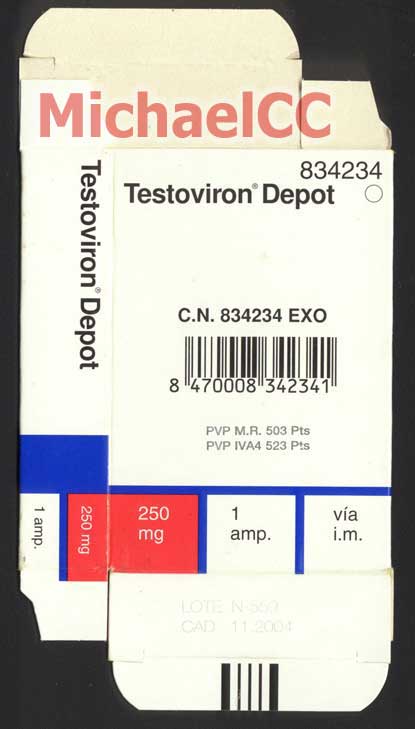 MichaelCC
834234
Testoviron® Depot
Testoviron® Depot
C.N. 834234 EXO
8 470008 342341
PVP M.R. 503 Pts
PVP IVA4 523 Pts
1 amp.
250 mg
250 mg
1 amp.
vía i.m.
LOTE N-553
CAD 11.2004